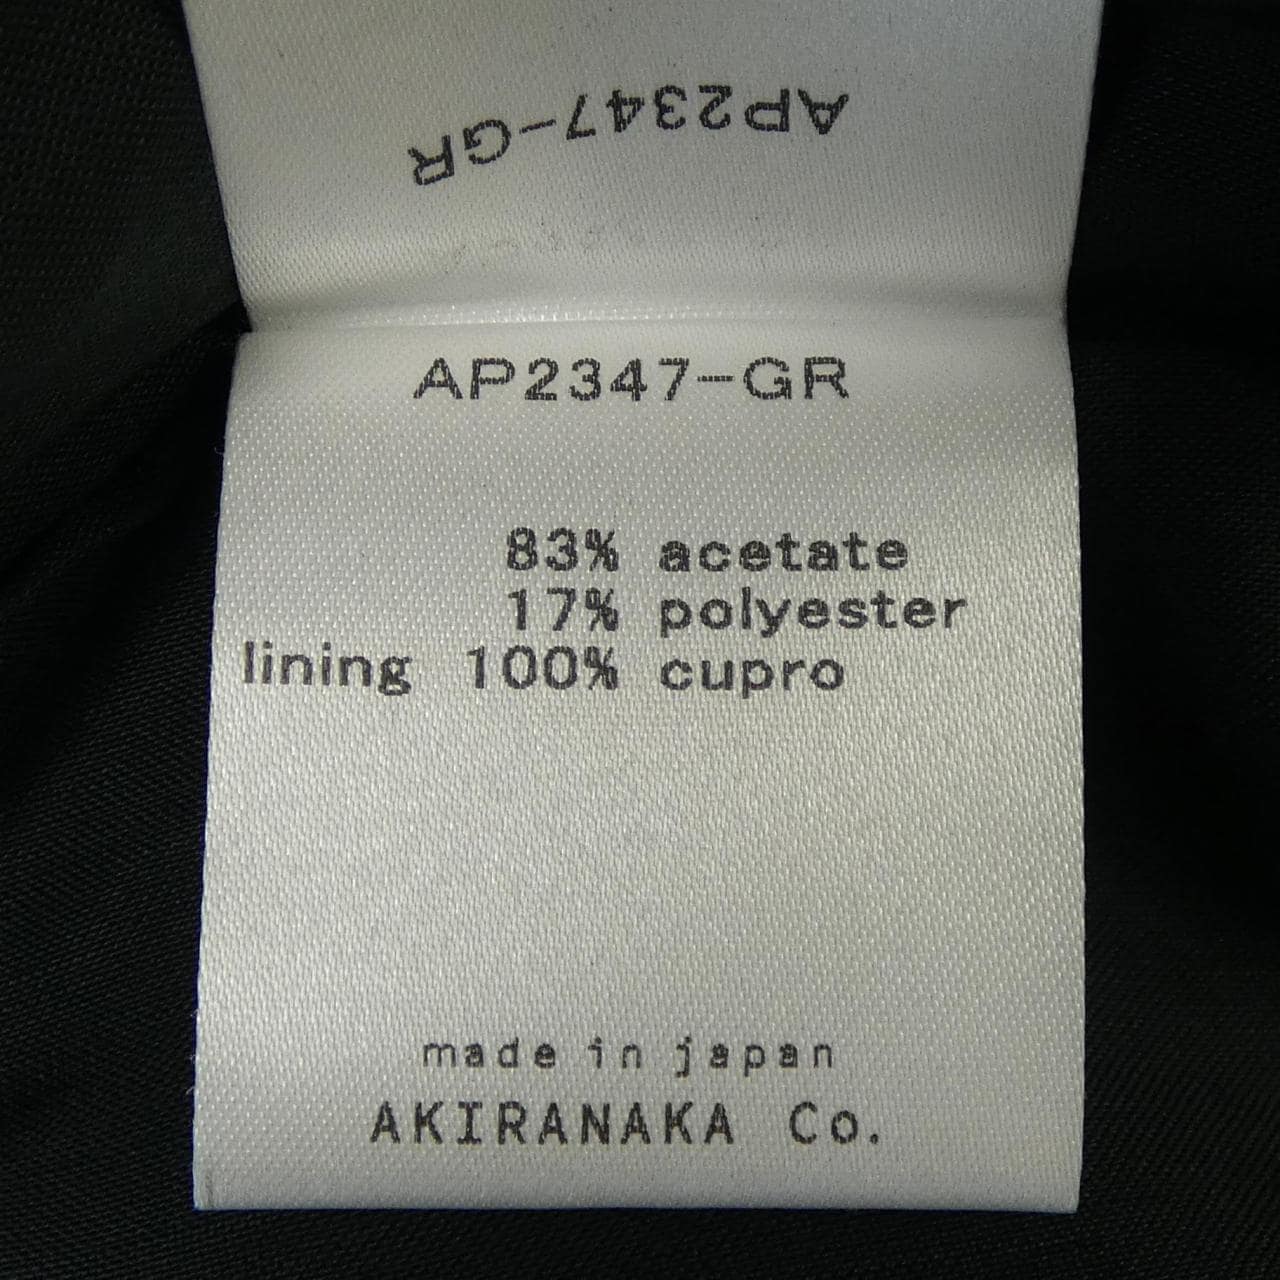 AP2347-GR
AP2347-GR
83% acetate
17% polyester
lining 100% cupro
made in japan
AKIRANAKA Co.